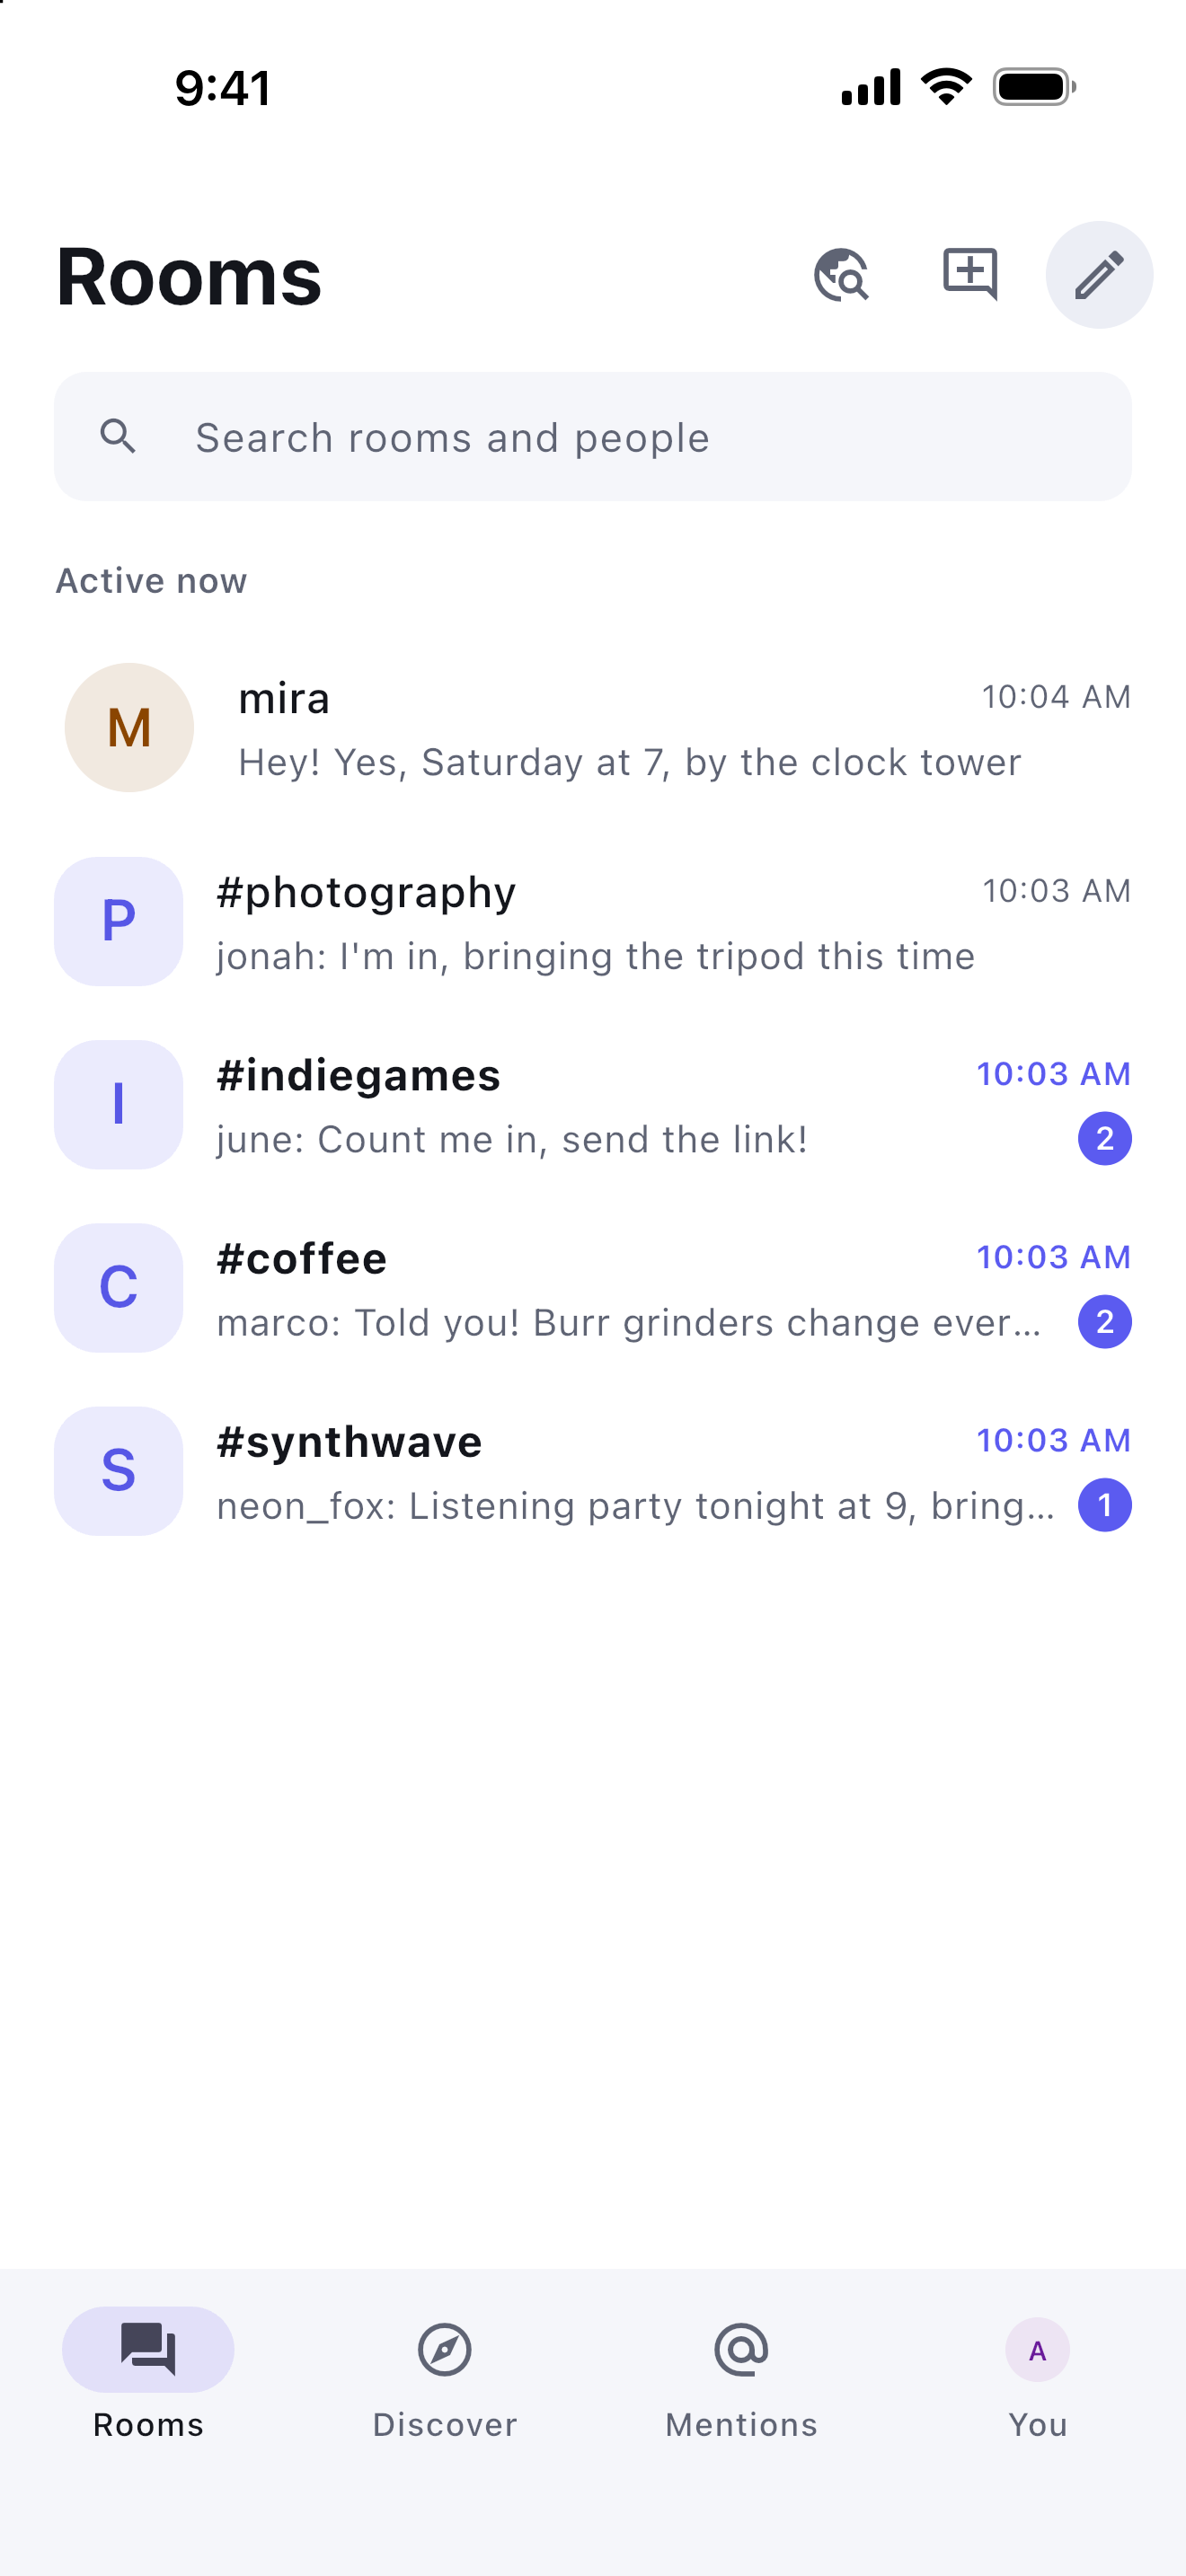 9:41
Rooms
Search rooms and people
Active now
M
mira
10:04 AM
Hey! Yes, Saturday at 7, by the clock tower
P
#photography
10:03 AM
jonah: I'm in, bringing the tripod this time
I
#indiegames
10:03 AM
june: Count me in, send the link!
2
C
#coffee
10:03 AM
marco: Told you! Burr grinders change ever...
2
S
#synthwave
10:03 AM
neon_fox: Listening party tonight at 9, bring...
1
A
Rooms
Discover
Mentions
You